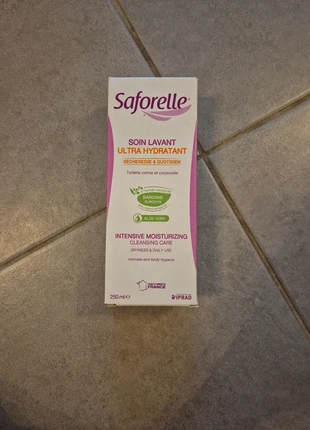 Saforelle
SOIN LAVANT
ULTRA HYDRATANT
SÉCHERESSE & QUOTIDIEN
Toilette intime et corporelle
BARDANE
BURDOCK
ALOE VERA
INTENSIVE MOISTURIZING
CLEANSING CARE
DRYNESS & DAILY USE
intimate and body hygiene
FRANCE
250 ml e
IPRAD